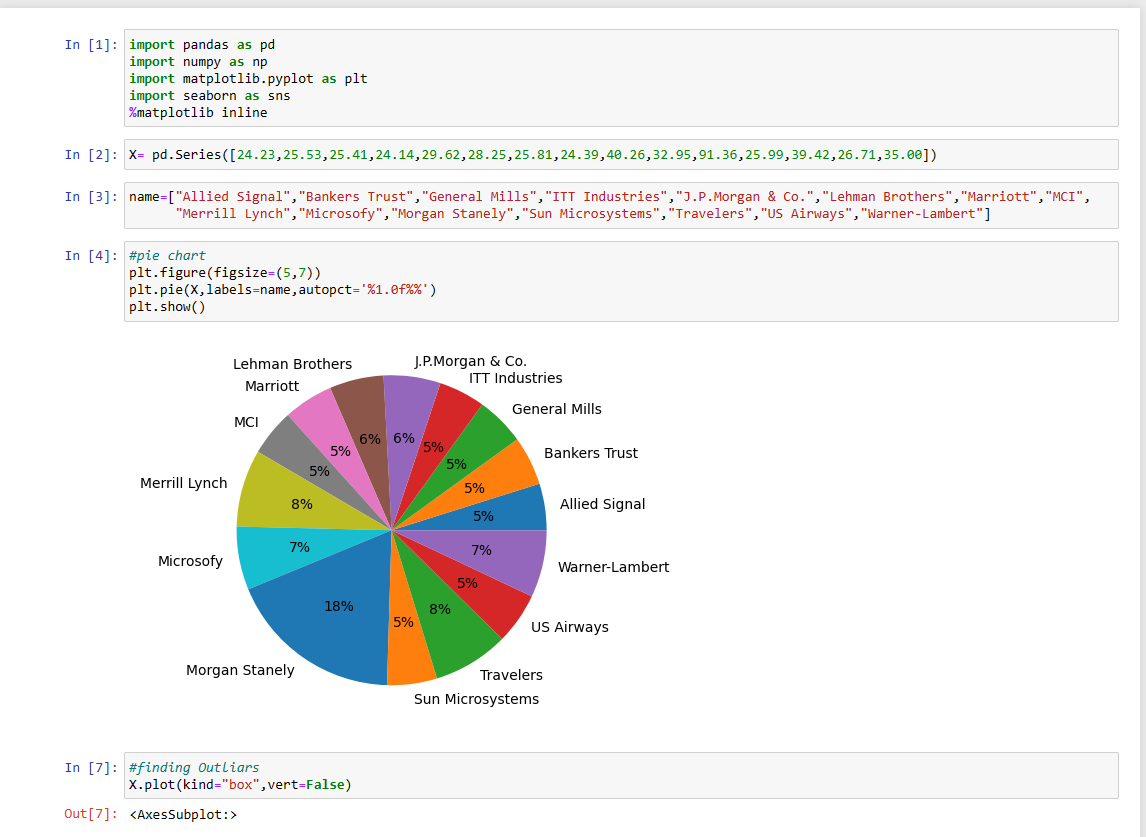 In [1]: import pandas as pd
import numpy as np
import matplotlib.pyplot as plt
import seaborn as sns
%matplotlib inline
In [2]: X= pd.Series([24.23,25.53,25.41,24.14,29.62,28.25,25.81,24.39,40.26,32.95,91.36,25.99,39.42,26.71,35.00])
In [3]: name=["Allied Signal","Bankers Trust","General Mills","ITT Industries","J.P.Morgan & Co.","Lehman Brothers","Marriott","MCI",
"Merrill Lynch","Microsofy","Morgan Stanely","Sun Microsystems","Travelers","US Airways","Warner-Lambert"]
In [4]: #pie chart
plt.figure(figsize=(5,7))
plt.pie(X,labels=name,autopct='%1.0f%%')
plt.show()
Lehman Brothers
J.P.Morgan & Co.
Marriott
ITT Industries
MCI
General Mills
6%
6%
5%
5%
Bankers Trust
5%
5%
Merrill Lynch
5%
8%
Allied Signal
5%
Microsofy
7%
7%
Warner-Lambert
5%
18%
8%
5%
US Airways
Morgan Stanely
Travelers
Sun Microsystems
In [7]: #finding Outliars
X.plot(kind="box",vert=False)
Out[7]: <AxesSubplot:>